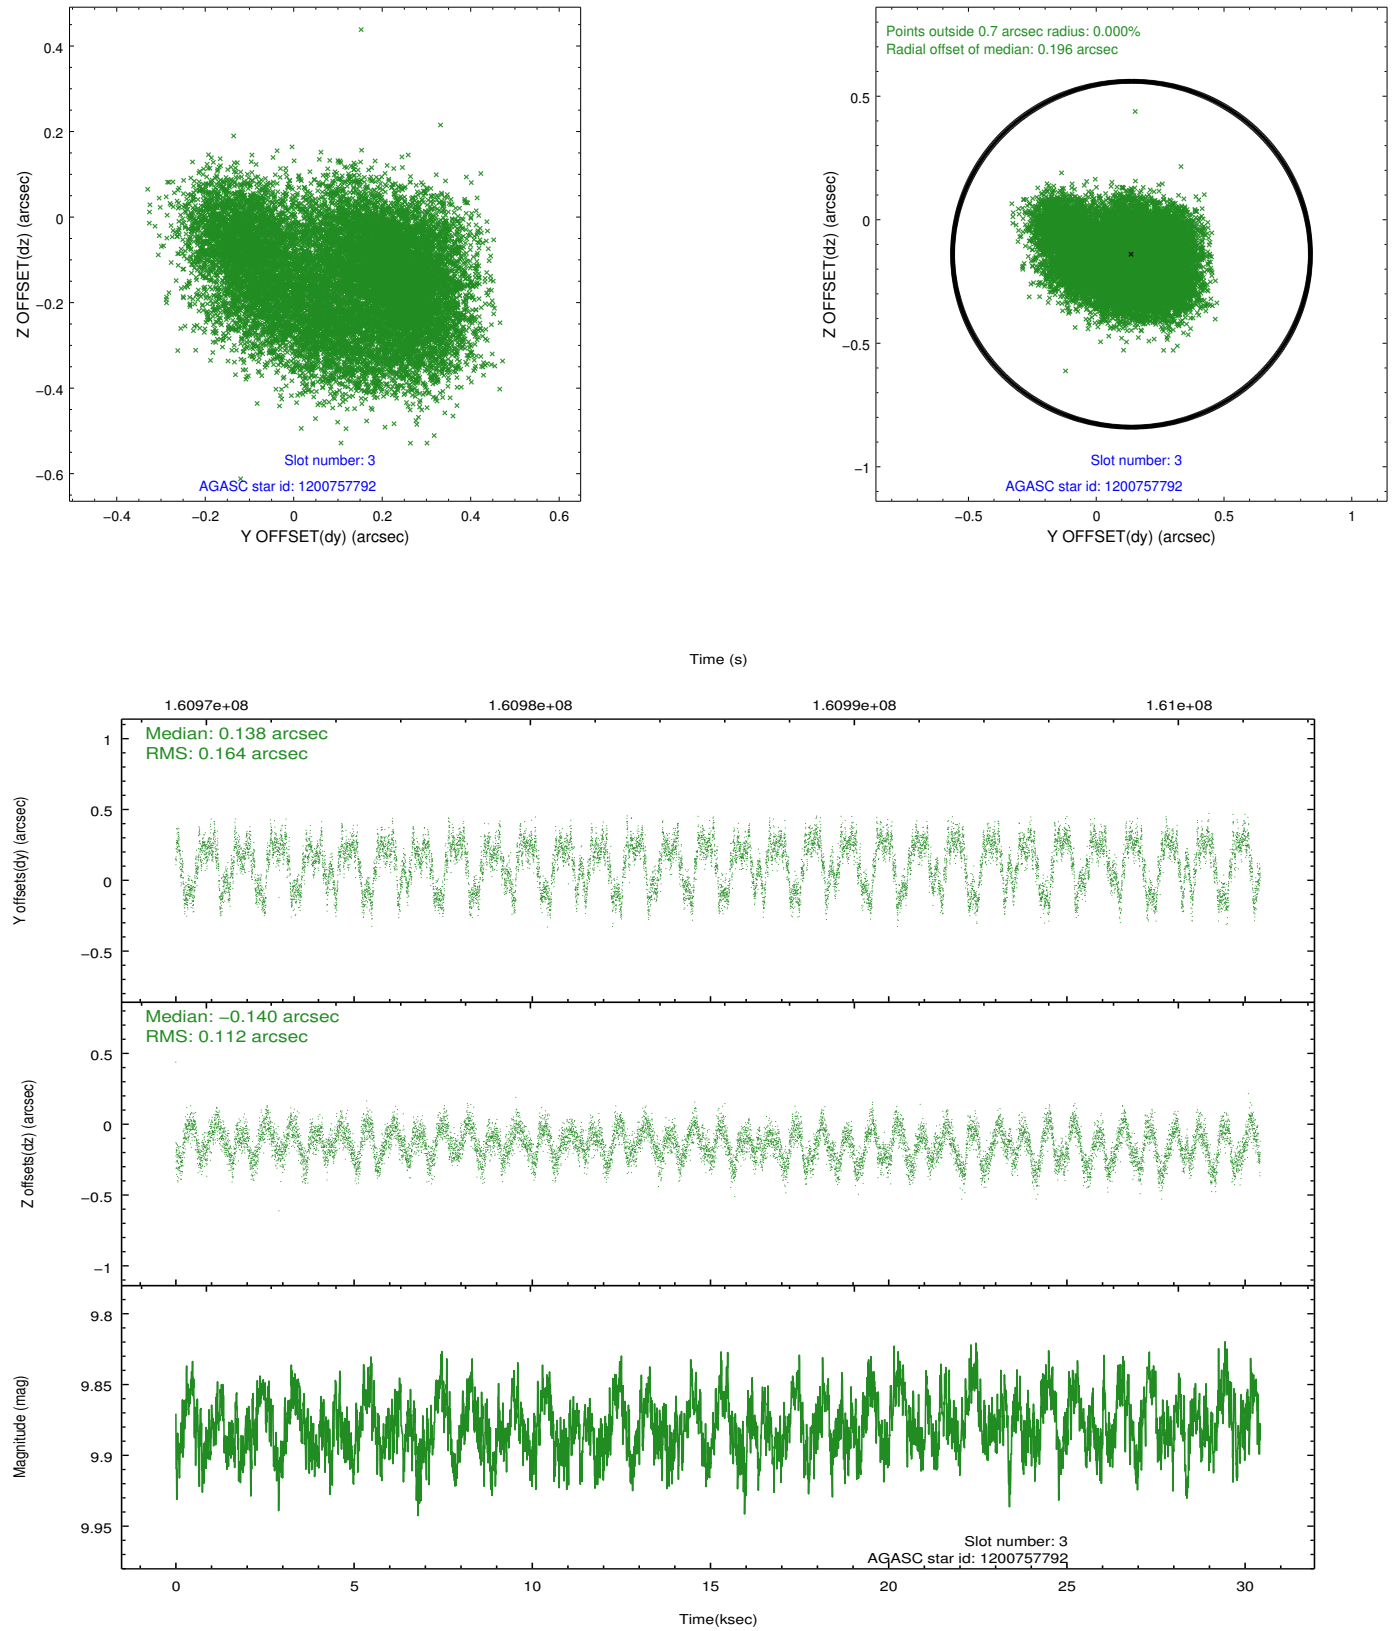 0.4
0.2
0
−0.2
−0.4
−0.6
Z OFFSET(dz) (arcsec)
Slot number: 3
AGASC star id: 1200757792
−0.4 −0.2 0 0.2 0.4 0.6
Y OFFSET(dy) (arcsec)
Points outside 0.7 arcsec radius: 0.000%
Radial offset of median: 0.196 arcsec
0.5
0
−0.5
−1
Z OFFSET(dz) (arcsec)
Slot number: 3
AGASC star id: 1200757792
−0.5 0 0.5 1
Y OFFSET(dy) (arcsec)
Time (s)
1.6097e+08 1.6098e+08 1.6099e+08 1.61e+08
Median: 0.138 arcsec
RMS: 0.164 arcsec
1
0.5
0
−0.5
Y offsets(dy) (arcsec)
Median: −0.140 arcsec
RMS: 0.112 arcsec
0.5
0
−0.5
−1
Z offsets(dz) (arcsec)
9.8
9.85
9.9
9.95
Magnitude (mag)
Slot number: 3
AGASC star id: 1200757792
0 5 10 15 20 25 30
Time(ksec)